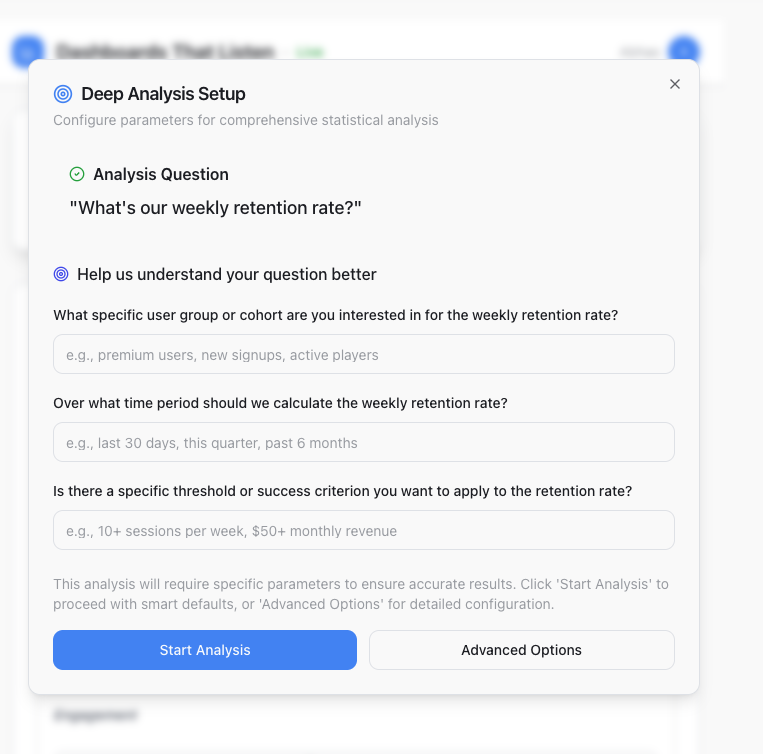 Dashboards That Listen
Live
Deep Analysis Setup
Configure parameters for comprehensive statistical analysis
Analysis Question
"What's our weekly retention rate?"
Help us understand your question better
What specific user group or cohort are you interested in for the weekly retention rate?
e.g., premium users, new signups, active players
Over what time period should we calculate the weekly retention rate?
e.g., last 30 days, this quarter, past 6 months
Is there a specific threshold or success criterion you want to apply to the retention rate?
e.g., 10+ sessions per week, $50+ monthly revenue
This analysis will require specific parameters to ensure accurate results. Click 'Start Analysis' to
proceed with smart defaults, or 'Advanced Options' for detailed configuration.
Start Analysis
Advanced Options
Engagement